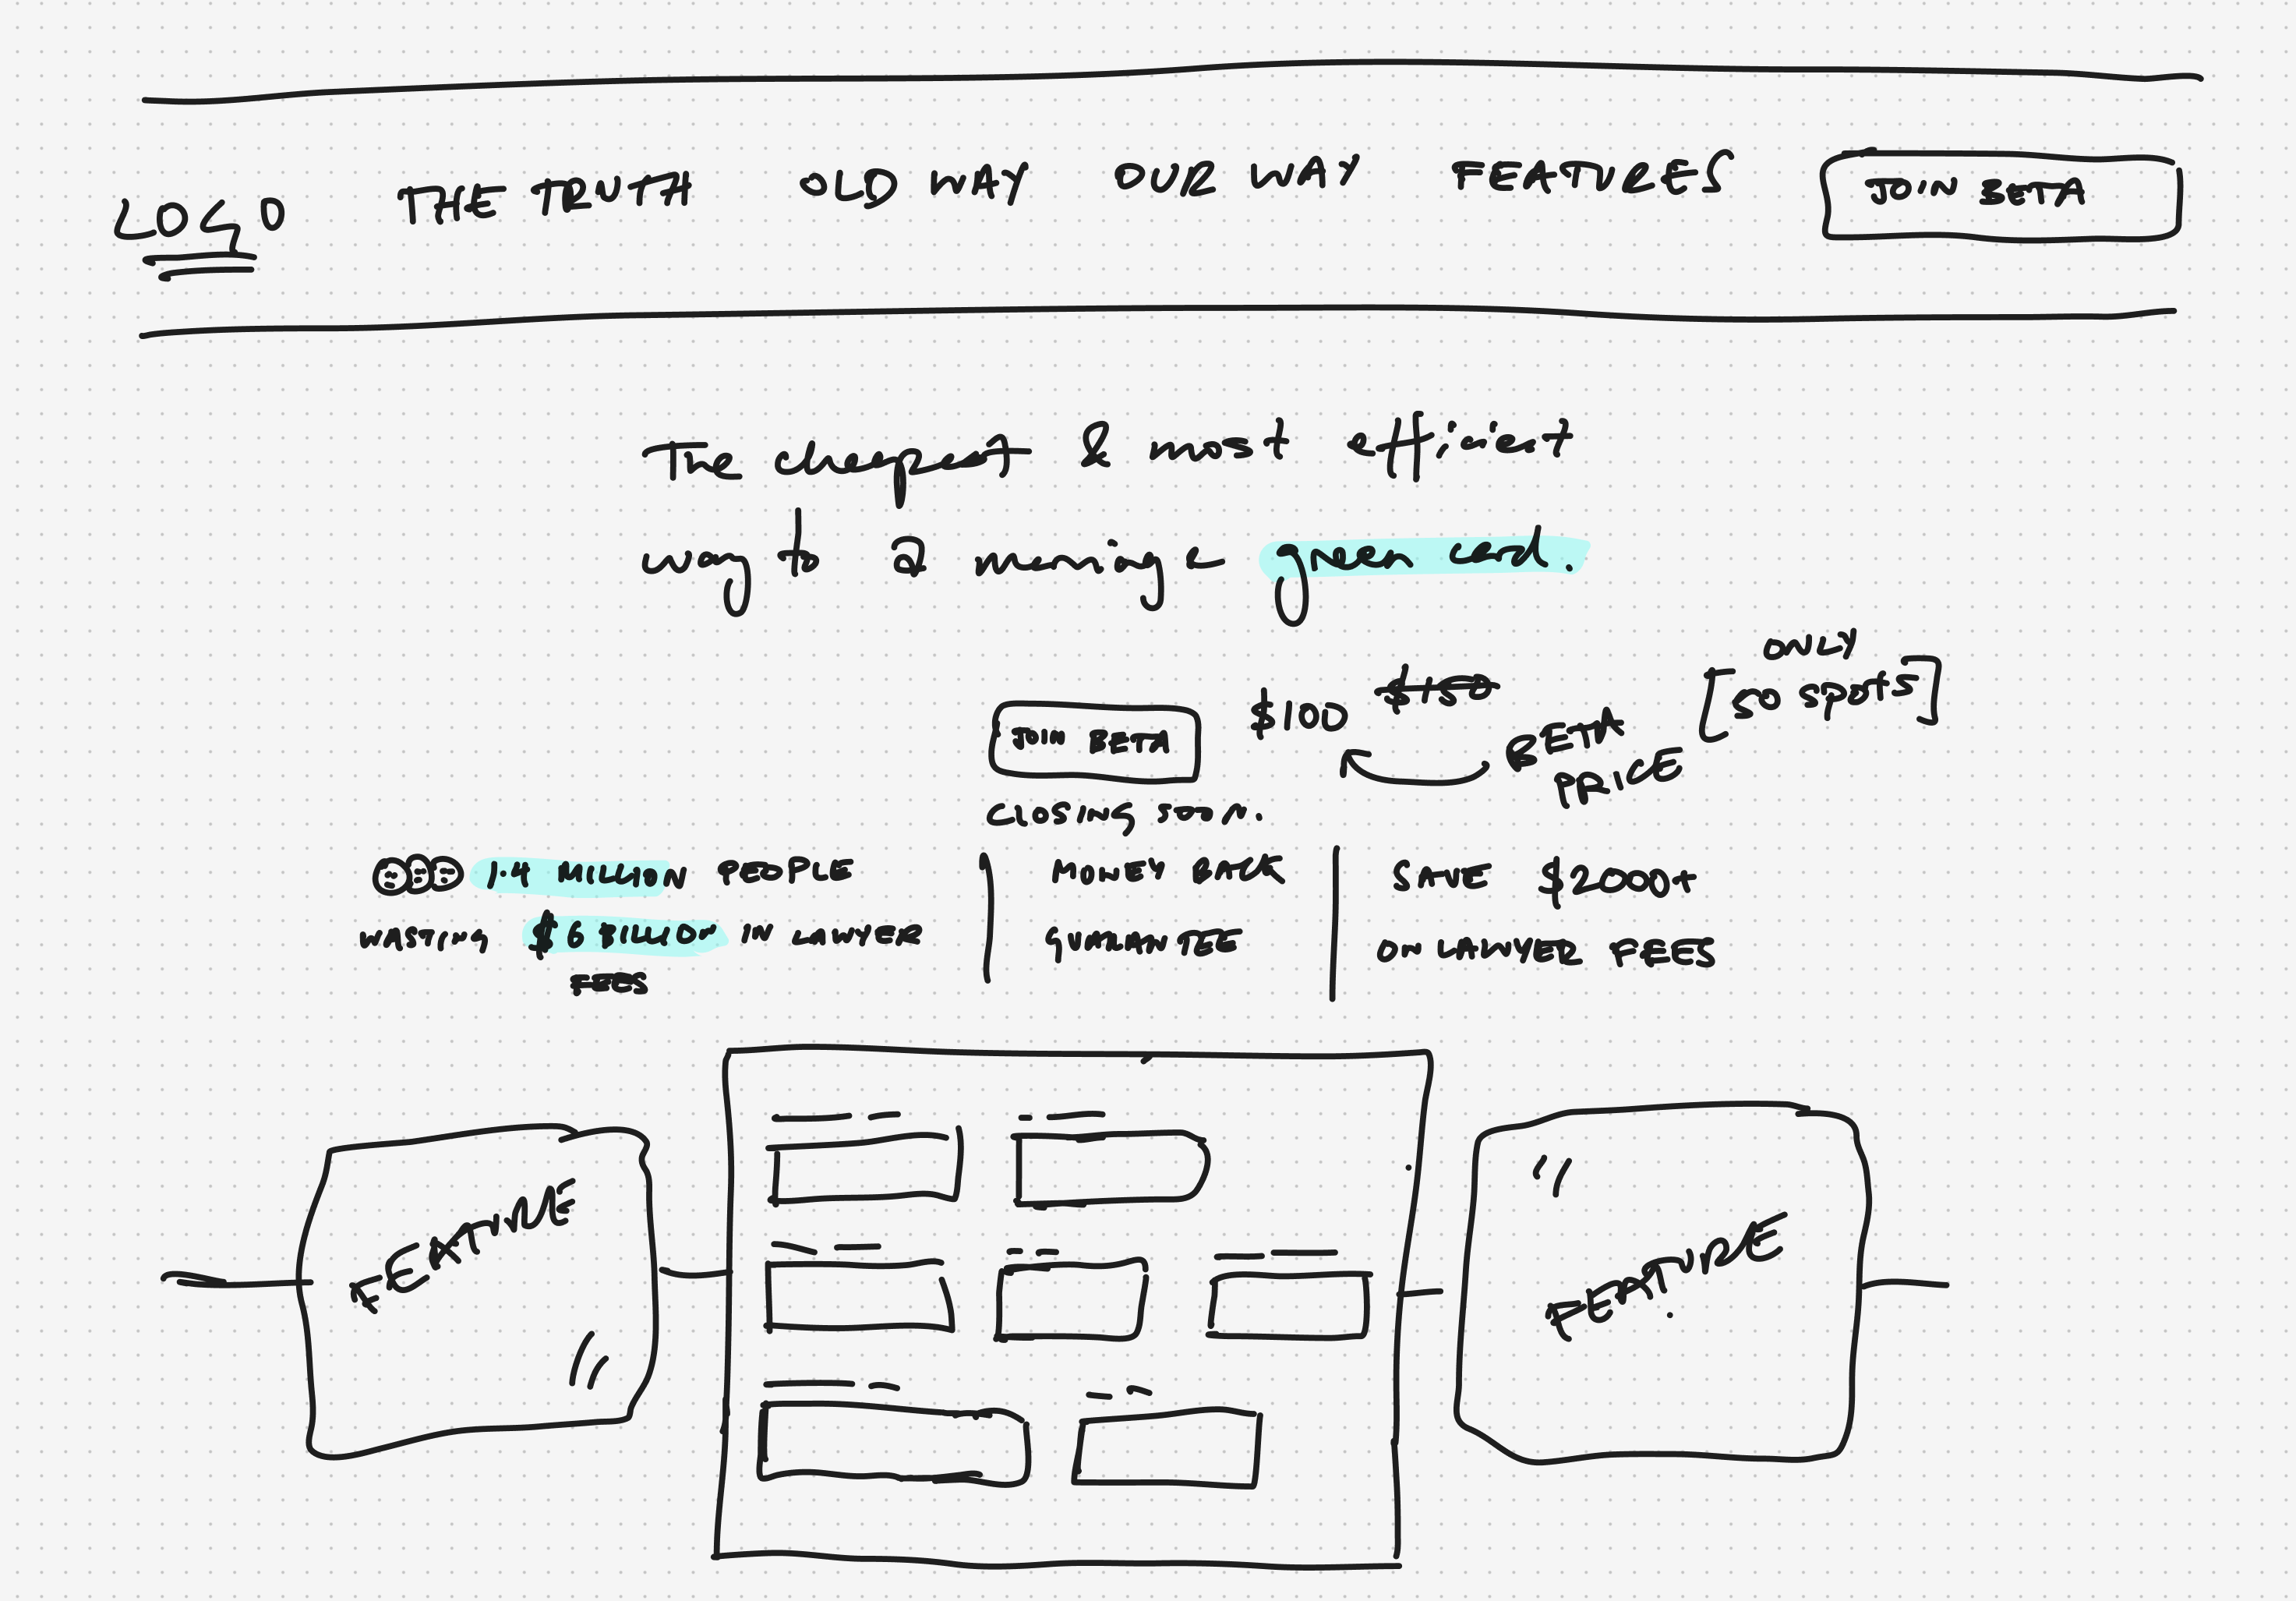 LOGO THE TRUTH OLD WAY OUR WAY FEATURES JOIN BETA
The cheapest & most efficient
way to a marriage green card.
ONLY
[50 spots]
JOIN BETA $100 $150
BETA
PRICE
CLOSING SOON.
1.4 MILLION PEOPLE
WASTING $6 BILLION IN LAWYER
FEES
MONEY BACK
GUARANTEE
SAVE $2000+
ON LAWYER FEES
FEATURE
FEATURE